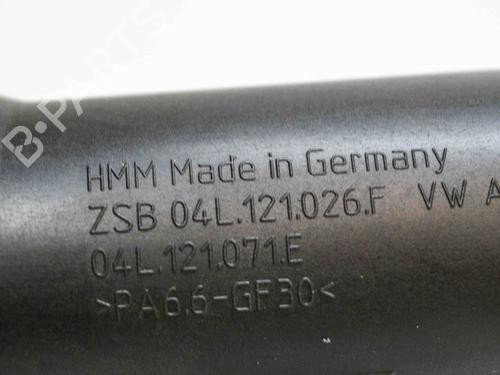 B-PARTS
HMM Made in Germany
ZSB 04L.121.026.F VW A
04L.121.071.E
>PA6.6-GF30<